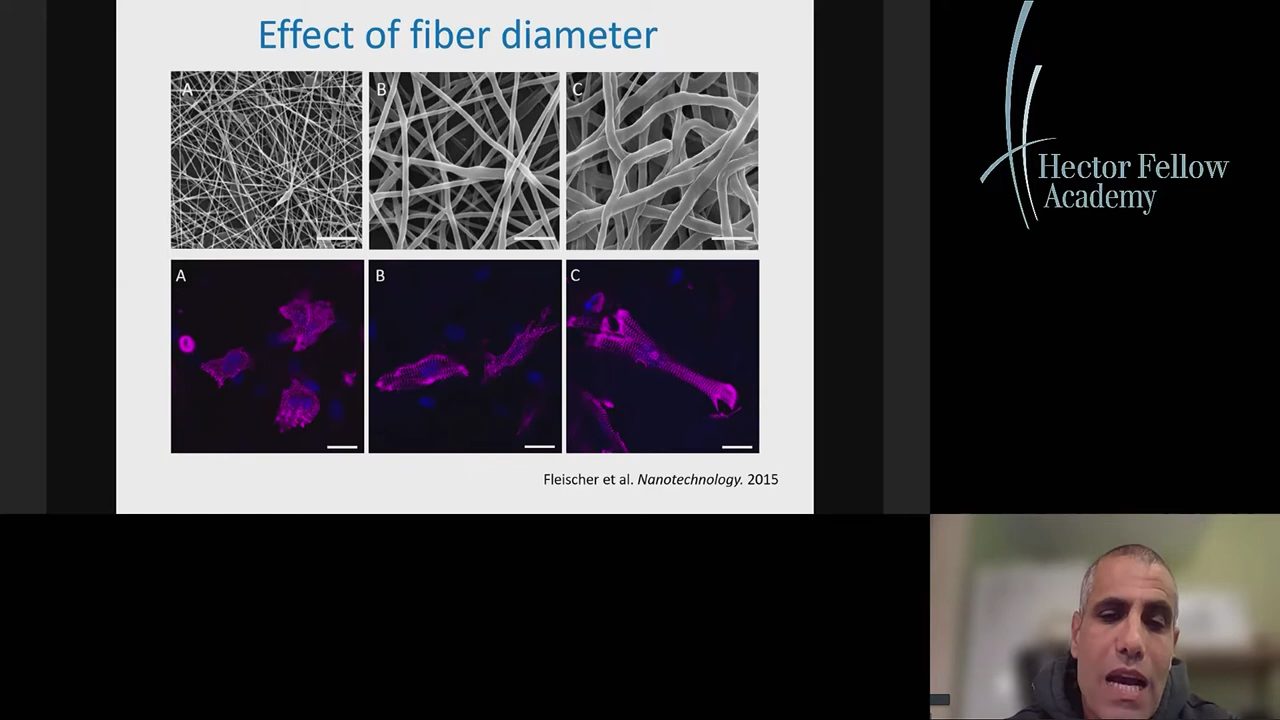 Effect of fiber diameter
A
B
C
A
B
C
Fleischer et al. Nanotechnology. 2015
Hector Fellow
Academy